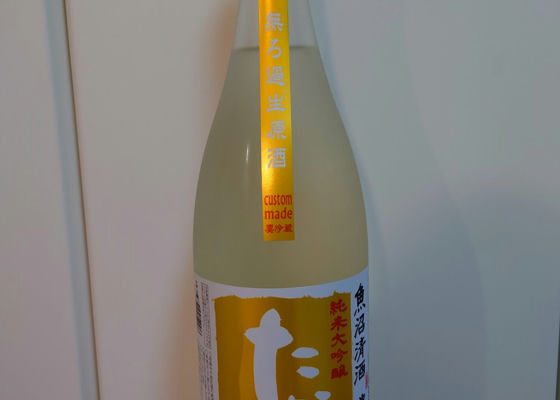 無ろ過生原酒
custom
made
要冷蔵
魚沼清酒
純米大吟醸
た